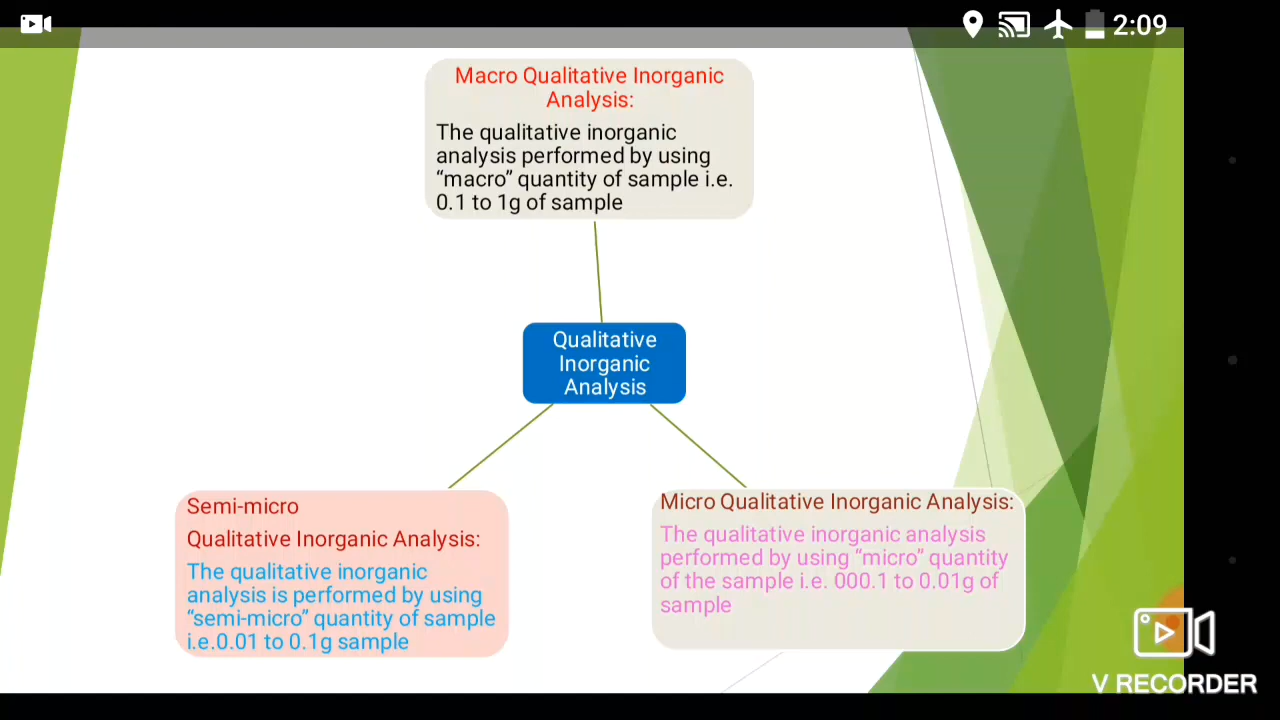 2:09
Macro Qualitative Inorganic
Analysis:
The qualitative inorganic
analysis performed by using
“macro” quantity of sample i.e.
0.1 to 1g of sample
Qualitative
Inorganic
Analysis
Semi-micro
Qualitative Inorganic Analysis:
The qualitative inorganic
analysis is performed by using
“semi-micro” quantity of sample
i.e.0.01 to 0.1g sample
Micro Qualitative Inorganic Analysis:
The qualitative inorganic analysis
performed by using “micro” quantity
of the sample i.e. 000.1 to 0.01g of
sample
V RECORDER